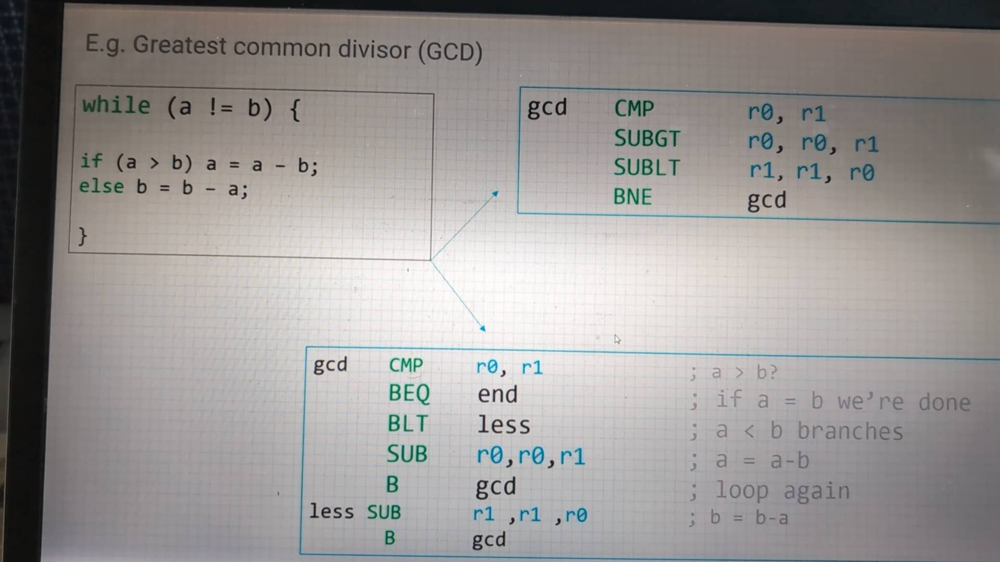 E.g. Greatest common divisor (GCD)
while (a != b) {
if (a > b) a = a - b;
else b = b - a;
}
gcd CMP r0, r1
SUBGT r0, r0, r1
SUBLT r1, r1, r0
BNE gcd
gcd CMP r0, r1 ; a > b?
BEQ end ; if a = b we're done
BLT less ; a < b branches
SUB r0,r0,r1 ; a = a-b
B gcd ; loop again
less SUB r1 ,r1 ,r0 ; b = b-a
B gcd